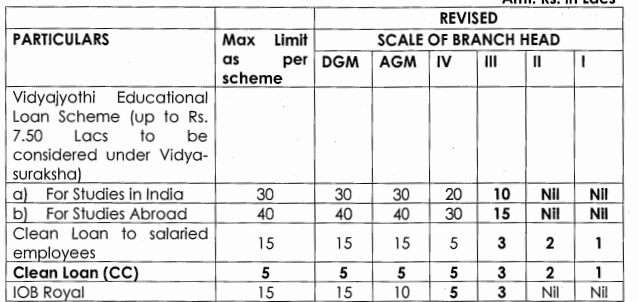 Amt. Rs. in Lacs
REVISED
PARTICULARS Max Limit SCALE OF BRANCH HEAD
as per DGM AGM IV III II I
scheme
Vidyajyothi Educational
Loan Scheme (up to Rs.
7.50 Lacs to be
considered under Vidya-
suraksha)
a) For Studies in India 30 30 30 20 10 Nil Nil
b) For Studies Abroad 40 40 40 30 15 Nil Nil
Clean Loan to salaried
employees 15 15 15 5 3 2 1
Clean Loan (CC) 5 5 5 5 3 2 1
IOB Royal 15 15 10 5 3 Nil Nil